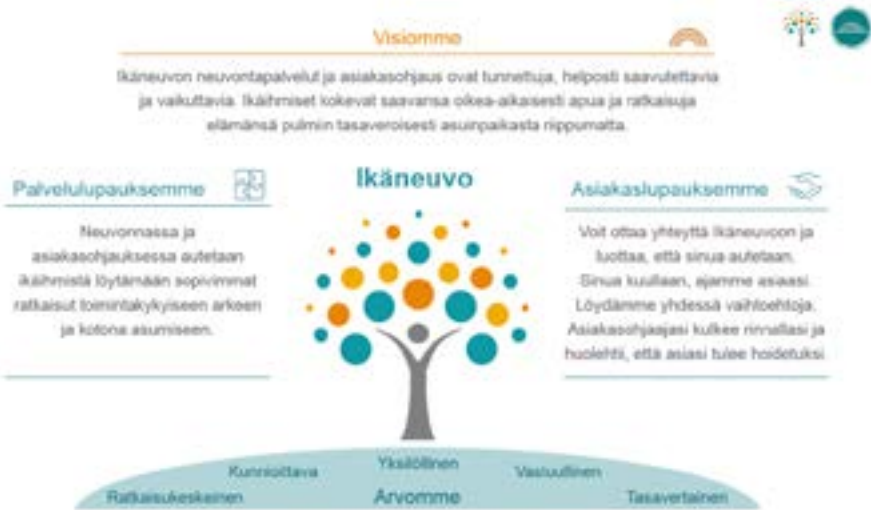 Visiomme
Ikäneuvon neuvontapalvelut ja asiakasohjaus ovat tunnettuja, helposti saavutettavia
ja vaikuttavia. Ikäihmiset kokevat saavansa oikea-aikaisesti apua ja ratkaisuja
elämänsä pulmiin tasaveroisesti asuinpaikasta riippumatta.
Palvelulupauksemme
Neuvonnassa ja
asiakasohjauksessa autetaan
ikäihmistä löytämään sopivimmat
ratkaisut toimintakykyiseen arkeen
ja kotona asumiseen.
Ikäneuvo
Asiakaslupauksemme
Voit ottaa yhteyttä Ikäneuvoon ja
luottaa, että sinua autetaan.
Sinua kuullaan, ajamme asiaasi.
Löydämme yhdessä vaihtoehtoja.
Asiakasohjaajasi kulkee rinnallasi ja
huolehtii, että asiasi tulee hoidetuksi
Yksilöllinen
Kunnioittava
Vastuullinen
Ratkaisukeskeinen
Arvomme
Tasavertainen